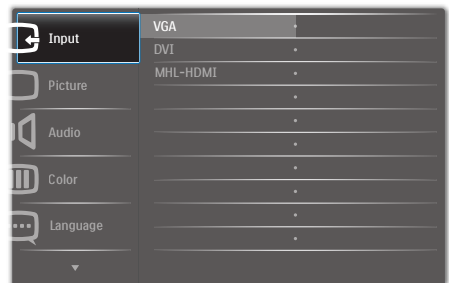 Input
Picture
Audio
Color
Language
VGA
DVI
MHL-HDMI